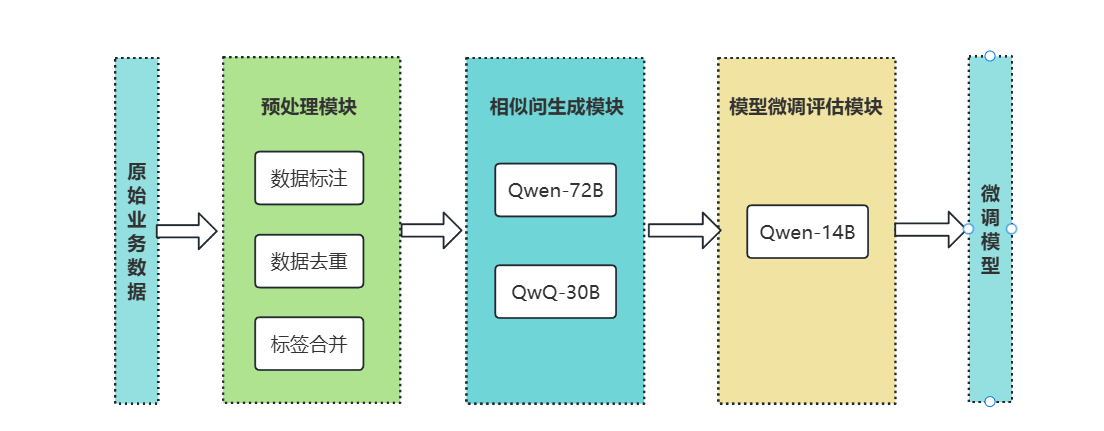 原始业务数据
预处理模块
数据标注
数据去重
标签合并
相似问生成模块
Qwen-72B
QwQ-30B
模型微调评估模块
Qwen-14B
微调模型